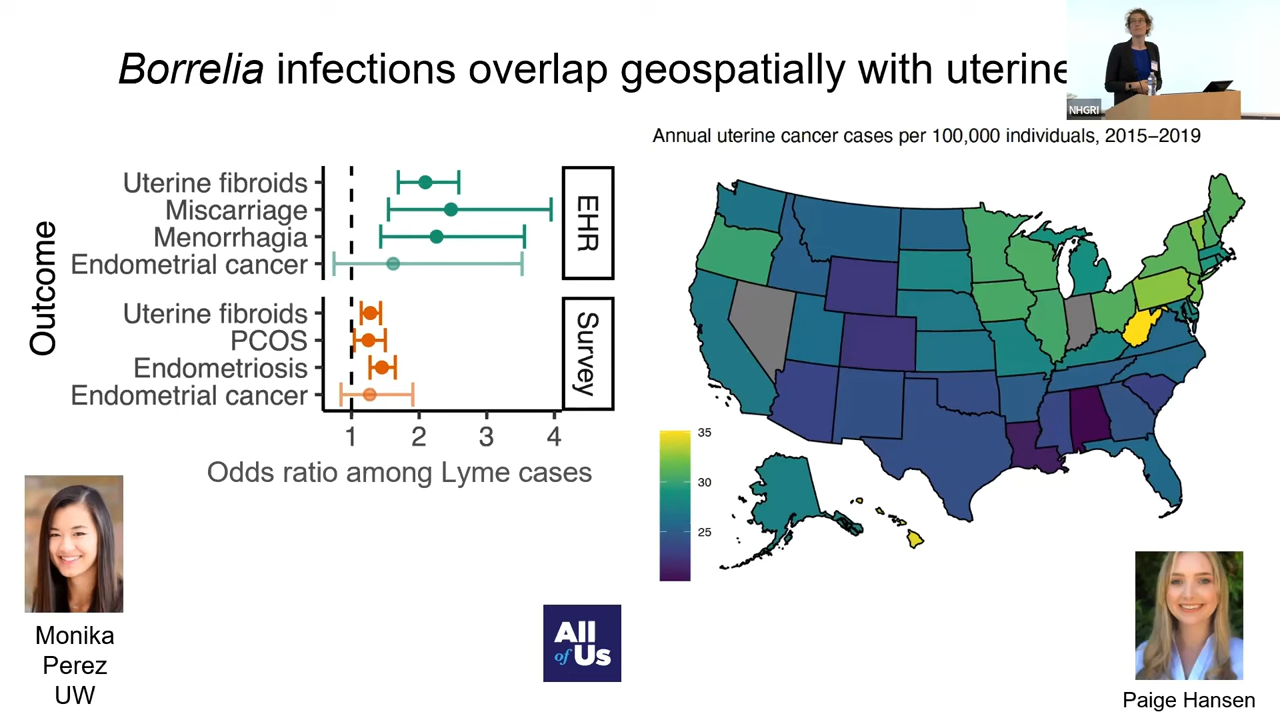 Borrelia infections overlap geospatially with uterine
NHGRI
Annual uterine cancer cases per 100,000 individuals, 2015–2019
Outcome
Uterine fibroids
Miscarriage
Menorrhagia
Endometrial cancer
EHR
Uterine fibroids
PCOS
Endometriosis
Endometrial cancer
Survey
1 2 3 4
Odds ratio among Lyme cases
35
30
25
Monika
Perez
UW
All
of Us
Paige Hansen